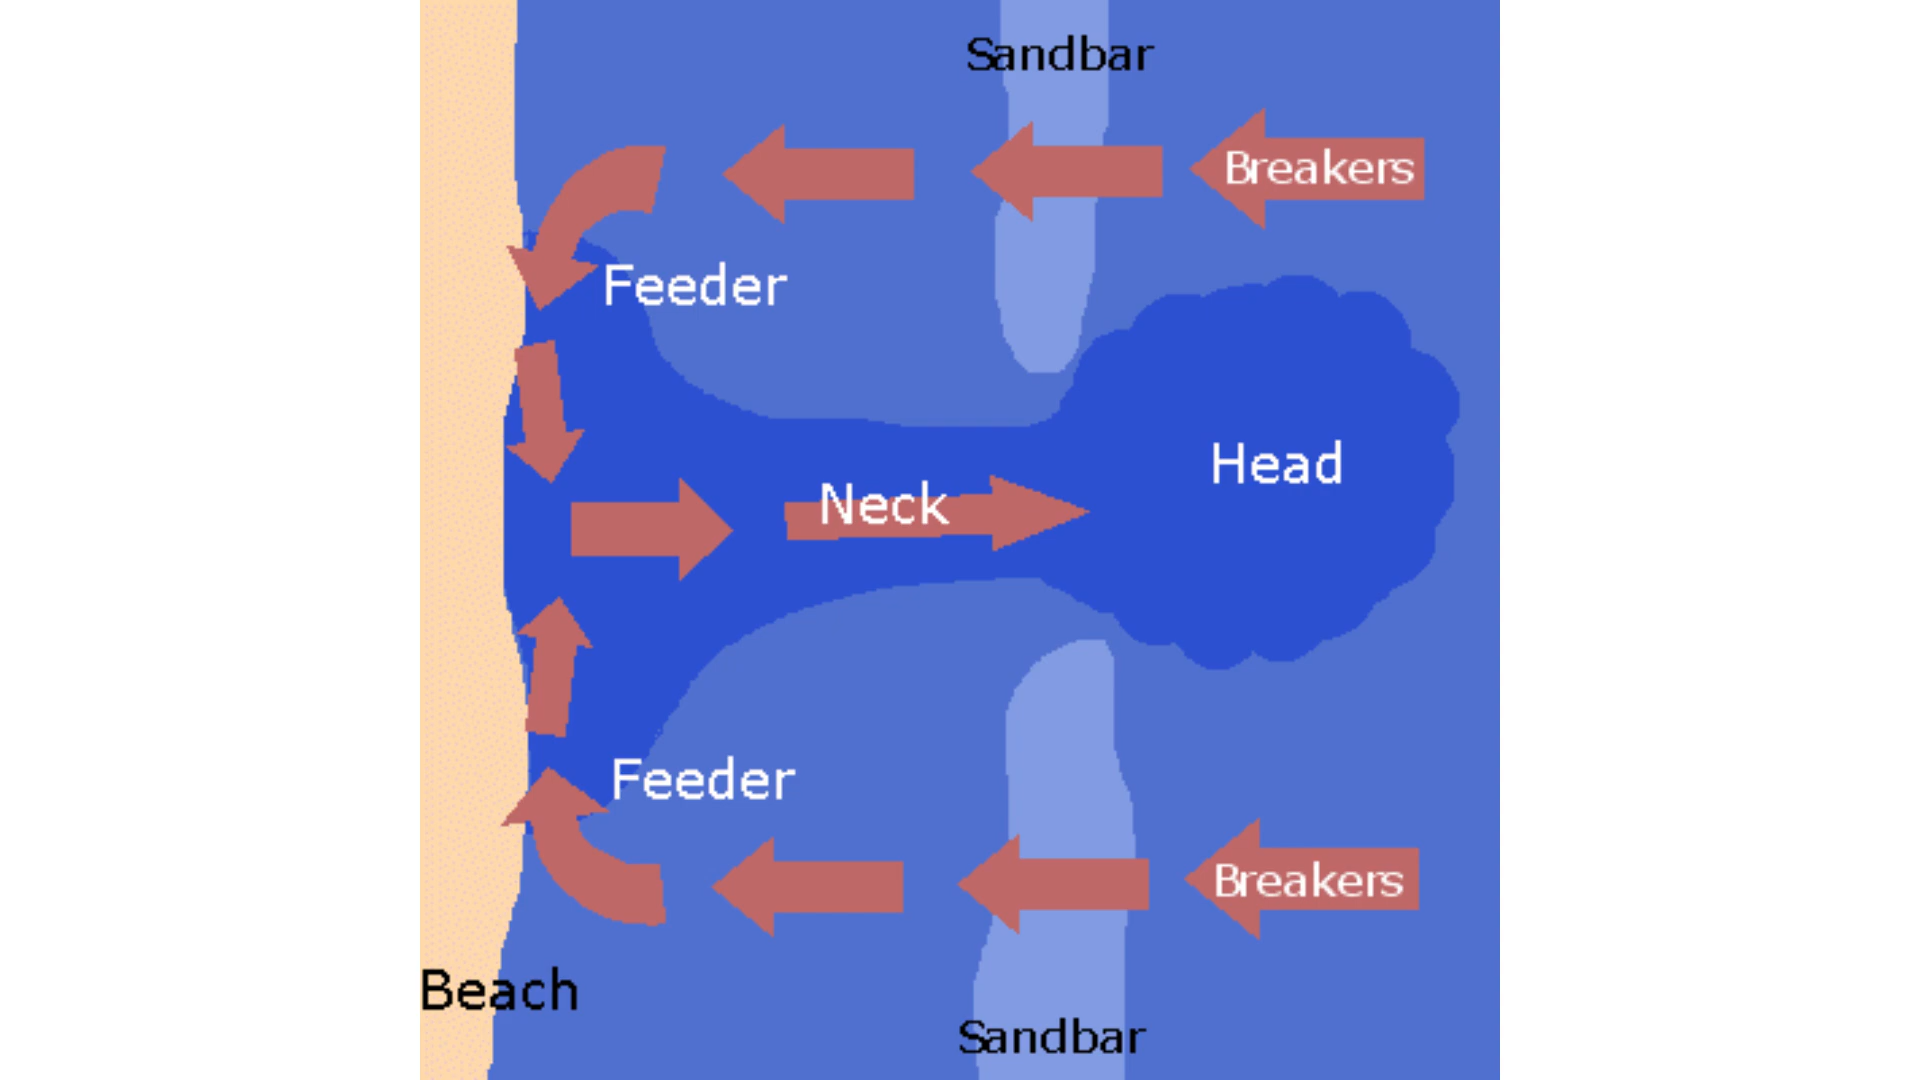 Sandbar
Breakers
Feeder
Head
Neck
Feeder
Breakers
Beach
Sandbar